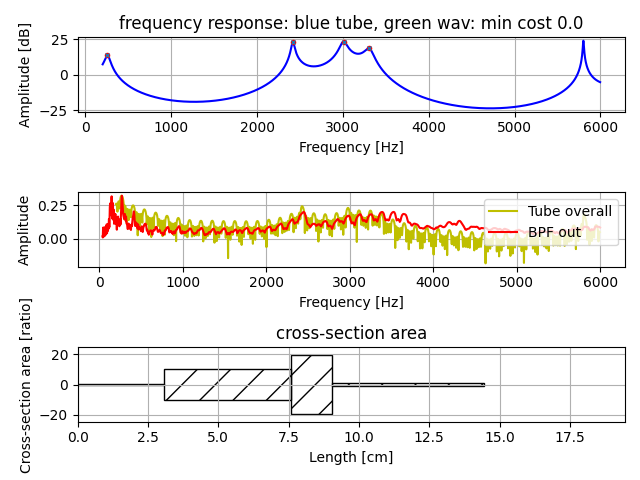 frequency response: blue tube, green wav: min cost 0.0
Amplitude [dB]
25
0
−25
0 1000 2000 3000 4000 5000 6000
Frequency [Hz]
Amplitude
0.25
0.00
Tube overall
BPF out
0 1000 2000 3000 4000 5000 6000
Frequency [Hz]
cross-section area
Cross-section area [ratio]
20
0
−20
0.0 2.5 5.0 7.5 10.0 12.5 15.0 17.5
Length [cm]